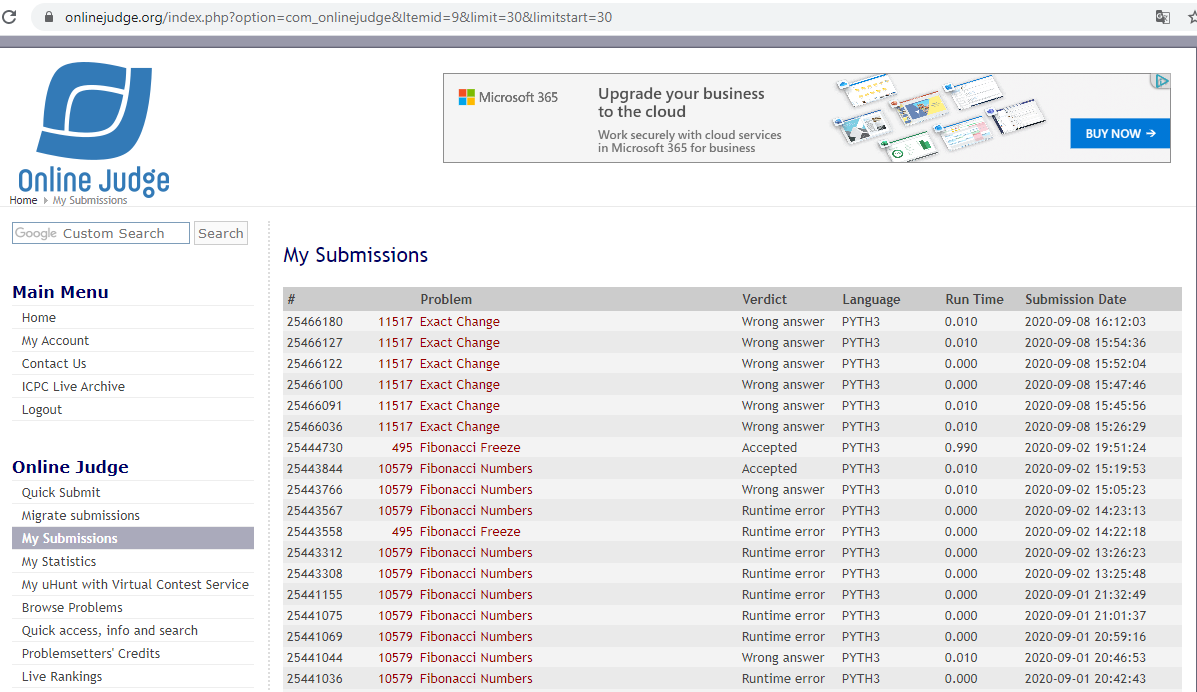 onlinejudge.org/index.php?option=com_onlinejudge&Itemid=9&limit=30&limitstart=30
Online Judge
Microsoft 365
Upgrade your business
to the cloud
Work securely with cloud services
in Microsoft 365 for business
BUY NOW →
Home My Submissions
Google Custom Search Search
Main Menu
Home
My Account
Contact Us
ICPC Live Archive
Logout
Online Judge
Quick Submit
Migrate submissions
My Submissions
My Statistics
My uHunt with Virtual Contest Service
Browse Problems
Quick access, info and search
Problemsetters' Credits
Live Rankings
My Submissions
# Problem Verdict Language Run Time Submission Date
25466180 11517 Exact Change Wrong answer PYTH3 0.010 2020-09-08 16:12:03
25466127 11517 Exact Change Wrong answer PYTH3 0.010 2020-09-08 15:54:36
25466122 11517 Exact Change Wrong answer PYTH3 0.000 2020-09-08 15:52:04
25466100 11517 Exact Change Wrong answer PYTH3 0.000 2020-09-08 15:47:46
25466091 11517 Exact Change Wrong answer PYTH3 0.010 2020-09-08 15:45:56
25466036 11517 Exact Change Wrong answer PYTH3 0.010 2020-09-08 15:26:29
25444730 495 Fibonacci Freeze Accepted PYTH3 0.990 2020-09-02 19:51:24
25443844 10579 Fibonacci Numbers Accepted PYTH3 0.010 2020-09-02 15:19:53
25443766 10579 Fibonacci Numbers Wrong answer PYTH3 0.010 2020-09-02 15:05:23
25443567 10579 Fibonacci Numbers Runtime error PYTH3 0.000 2020-09-02 14:23:13
25443558 495 Fibonacci Freeze Runtime error PYTH3 0.000 2020-09-02 14:22:18
25443312 10579 Fibonacci Numbers Runtime error PYTH3 0.000 2020-09-02 13:26:23
25443308 10579 Fibonacci Numbers Runtime error PYTH3 0.000 2020-09-02 13:25:48
25441155 10579 Fibonacci Numbers Runtime error PYTH3 0.000 2020-09-01 21:32:49
25441075 10579 Fibonacci Numbers Runtime error PYTH3 0.000 2020-09-01 21:01:37
25441069 10579 Fibonacci Numbers Runtime error PYTH3 0.000 2020-09-01 20:59:16
25441044 10579 Fibonacci Numbers Wrong answer PYTH3 0.010 2020-09-01 20:46:53
25441036 10579 Fibonacci Numbers Runtime error PYTH3 0.000 2020-09-01 20:42:43